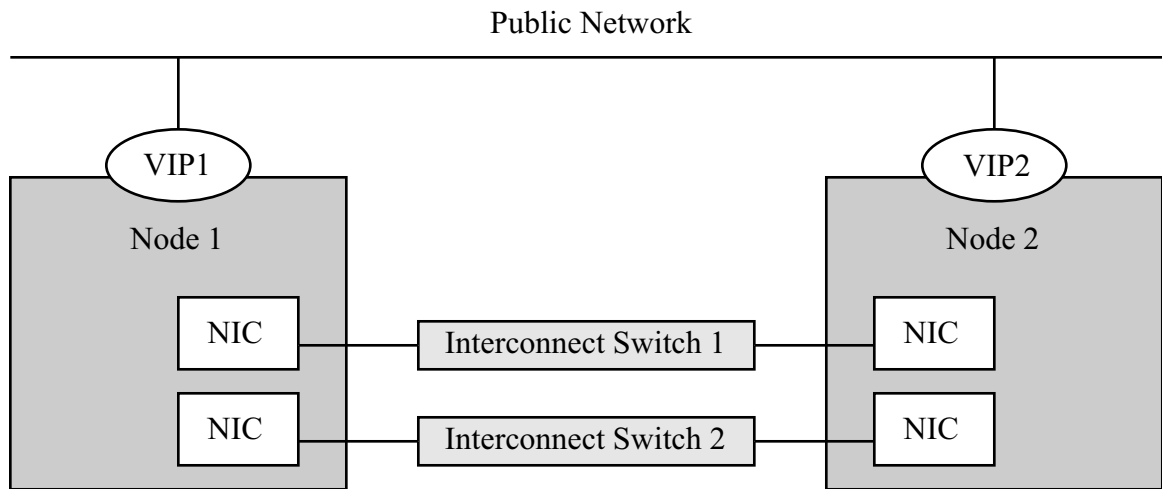 Public Network
VIP1
VIP2
Node 1
Node 2
NIC
Interconnect Switch 1
NIC
NIC
Interconnect Switch 2
NIC